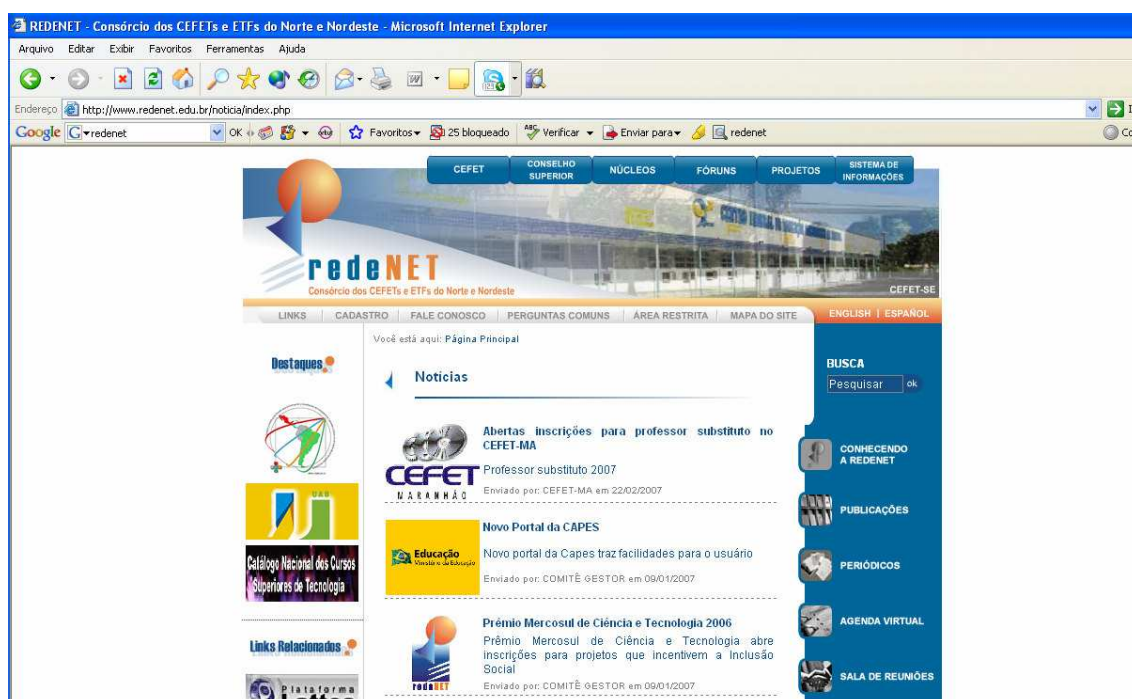 REDENET - Consórcio dos CEFETs e ETFs do Norte e Nordeste - Microsoft Internet Explorer
Arquivo Editar Exibir Favoritos Ferramentas Ajuda
Endereço http://www.redenet.edu.br/noticia/index.php
Google redenet OK Favoritos 25 bloqueado Verificar Enviar para redenet
CEFET CONSELHO SUPERIOR NÚCLEOS FÓRUNS PROJETOS SISTEMA DE INFORMAÇÕES
redeNET
Consórcio dos CEFETs e ETFs do Norte e Nordeste
CEFET-SE
LINKS CADASTRO FALE CONOSCO PERGUNTAS COMUNS ÁREA RESTRITA MAPA DO SITE ENGLISH | ESPAÑOL
Você está aqui: Página Principal
Destaques
UAB
Catálogo Nacional dos Cursos
Superiores de Tecnologia
Links Relacionados
Plataforma
Notícias
CEFET
MARANHÃO
Abertas inscrições para professor substituto no
CEFET-MA
Professor substituto 2007
Enviado por: CEFET-MA em 22/02/2007
Educação
Ministério da Educação
Novo Portal da CAPES
Novo portal da Capes traz facilidades para o usuário
Enviado por: COMITÊ GESTOR em 09/01/2007
redeNET
Prêmio Mercosul de Ciência e Tecnologia 2006
Prêmio Mercosul de Ciência e Tecnologia abre
inscrições para projetos que incentivem a Inclusão
Social
Enviado por: COMITÊ GESTOR em 09/01/2007
BUSCA
Pesquisar ok
CONHECENDO
A REDENET
PUBLICAÇÕES
PERIÓDICOS
AGENDA VIRTUAL
SALA DE REUNIÕES